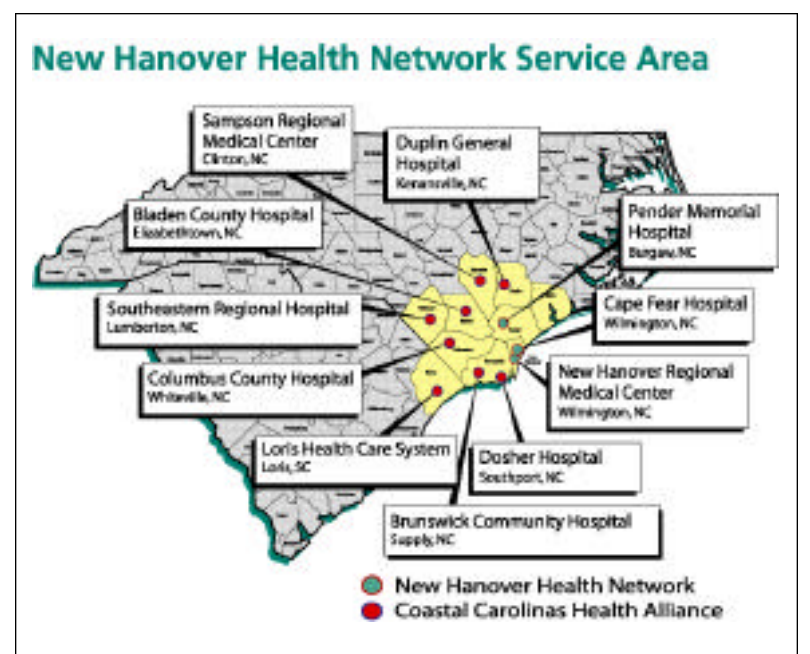 New Hanover Health Network Service Area
Sampson Regional
Medical Center
Clinton, NC
Duplin General
Hospital
Kenansville, NC
Bladen County Hospital
Elizabethtown, NC
Pender Memorial
Hospital
Burgaw, NC
Southeastern Regional Hospital
Lumberton, NC
Cape Fear Hospital
Wilmington, NC
Columbus County Hospital
Whiteville, NC
New Hanover Regional
Medical Center
Wilmington, NC
Loris Health Care System
Loris, SC
Dosher Hospital
Southport, NC
Brunswick Community Hospital
Supply, NC
New Hanover Health Network
Coastal Carolinas Health Alliance